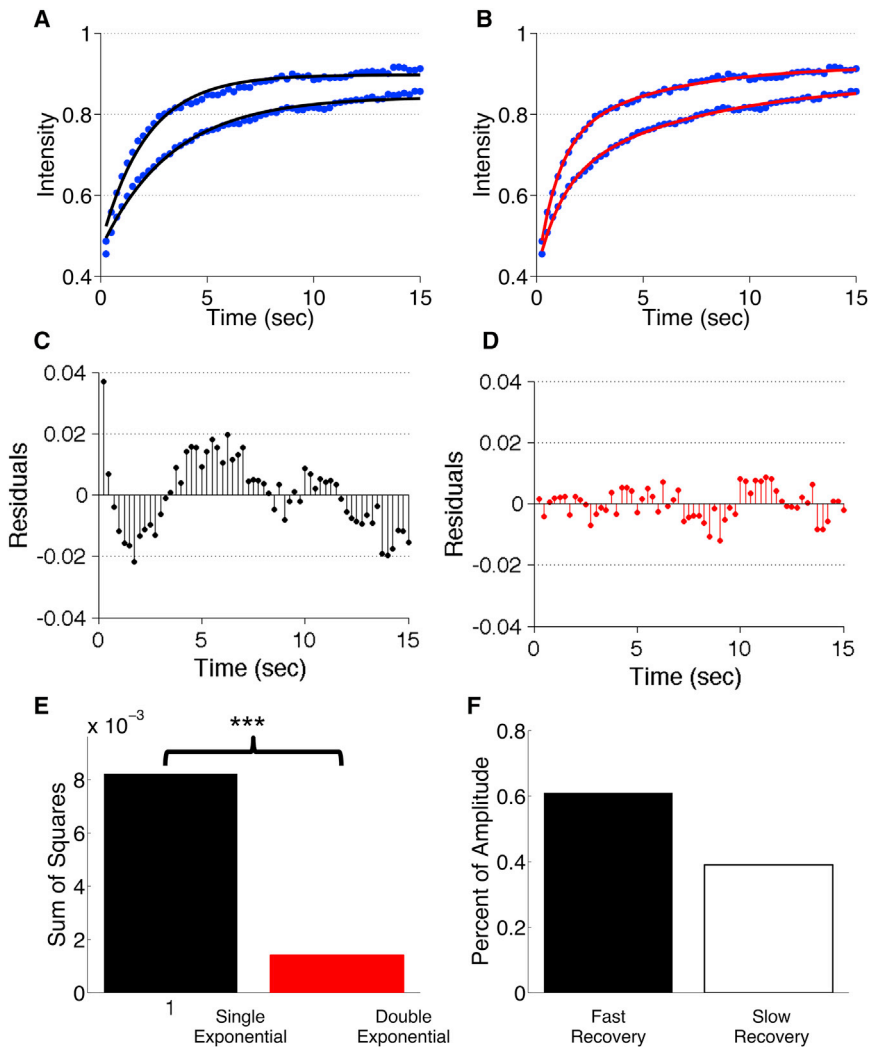 A
1
0.8
0.6
0.4
Intensity
0
5
10
15
Time (sec)
B
1
0.8
0.6
0.4
Intensity
0
5
10
15
Time (sec)
C
0.04
0.02
0
-0.02
-0.04
Residuals
0
5
10
15
Time (sec)
D
0.04
0.02
0
-0.02
-0.04
Residuals
0
5
10
15
Time (sec)
E
x 10⁻³
***
8
6
4
2
0
Sum of Squares
1
Single
Exponential
Double
Exponential
F
0.8
0.6
0.4
0.2
0
Percent of Amplitude
Fast
Recovery
Slow
Recovery